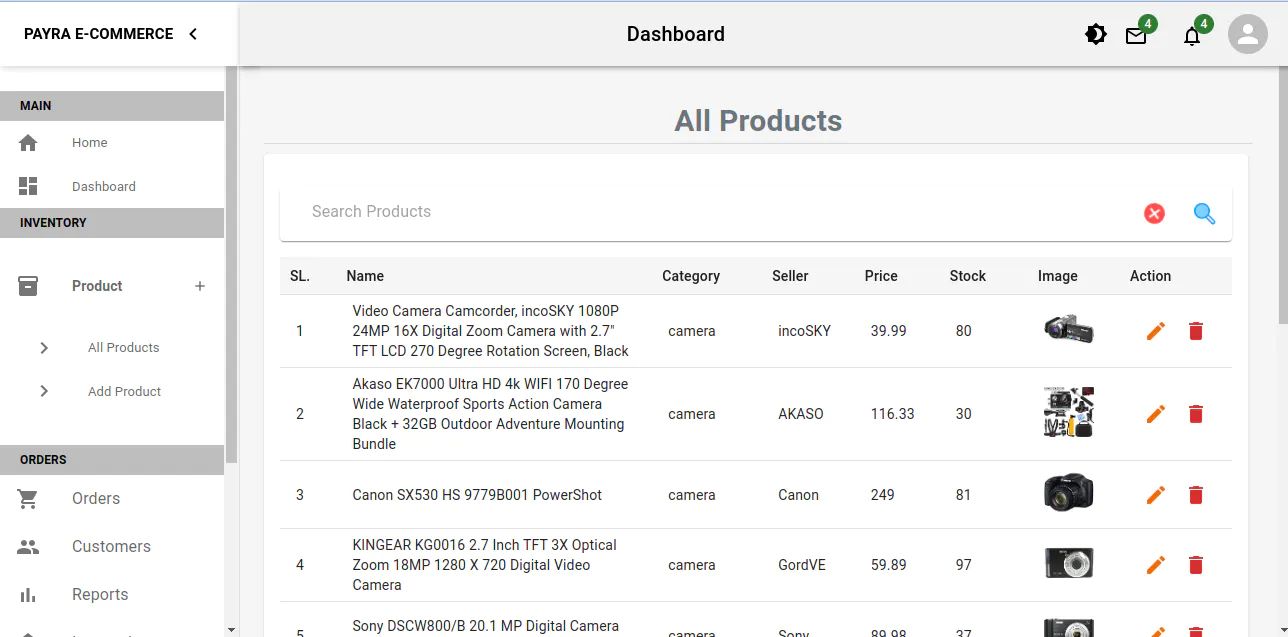 PAYRA E-COMMERCE
Dashboard
4
4
MAIN
Home
Dashboard
INVENTORY
Product
All Products
Add Product
ORDERS
Orders
Customers
Reports
All Products
Search Products
SL. Name Category Seller Price Stock Image Action
1 Video Camera Camcorder, incoSKY 1080P
24MP 16X Digital Zoom Camera with 2.7"
TFT LCD 270 Degree Rotation Screen, Black
camera incoSKY 39.99 80
2 Akaso EK7000 Ultra HD 4k WIFI 170 Degree
Wide Waterproof Sports Action Camera
Black + 32GB Outdoor Adventure Mounting
Bundle
camera AKASO 116.33 30
3 Canon SX530 HS 9779B001 PowerShot camera Canon 249 81
4 KINGEAR KG0016 2.7 Inch TFT 3X Optical
Zoom 18MP 1280 X 720 Digital Video
Camera
camera GordVE 59.89 97
5 Sony DSCW800/B 20.1 MP Digital Camera
camera Sony 89.98 37